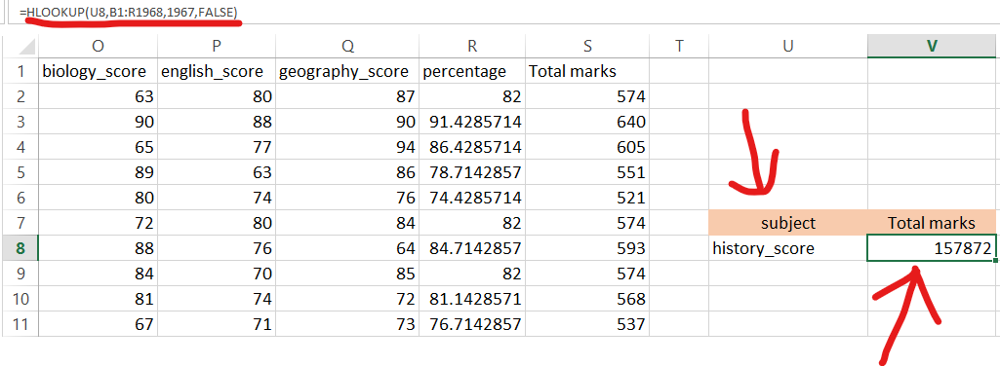 =HLOOKUP(U8,B1:R1968,1967,FALSE)
O P Q R S T U V
1 biology_score english_score geography_score percentage Total marks
2 63 80 87 82 574
3 90 88 90 91.4285714 640
4 65 77 94 86.4285714 605
5 89 63 86 78.7142857 551
6 80 74 76 74.4285714 521
7 72 80 84 82 574 subject Total marks
8 88 76 64 84.7142857 593 history_score 157872
9 84 70 85 82 574
10 81 74 72 81.1428571 568
11 67 71 73 76.7142857 537